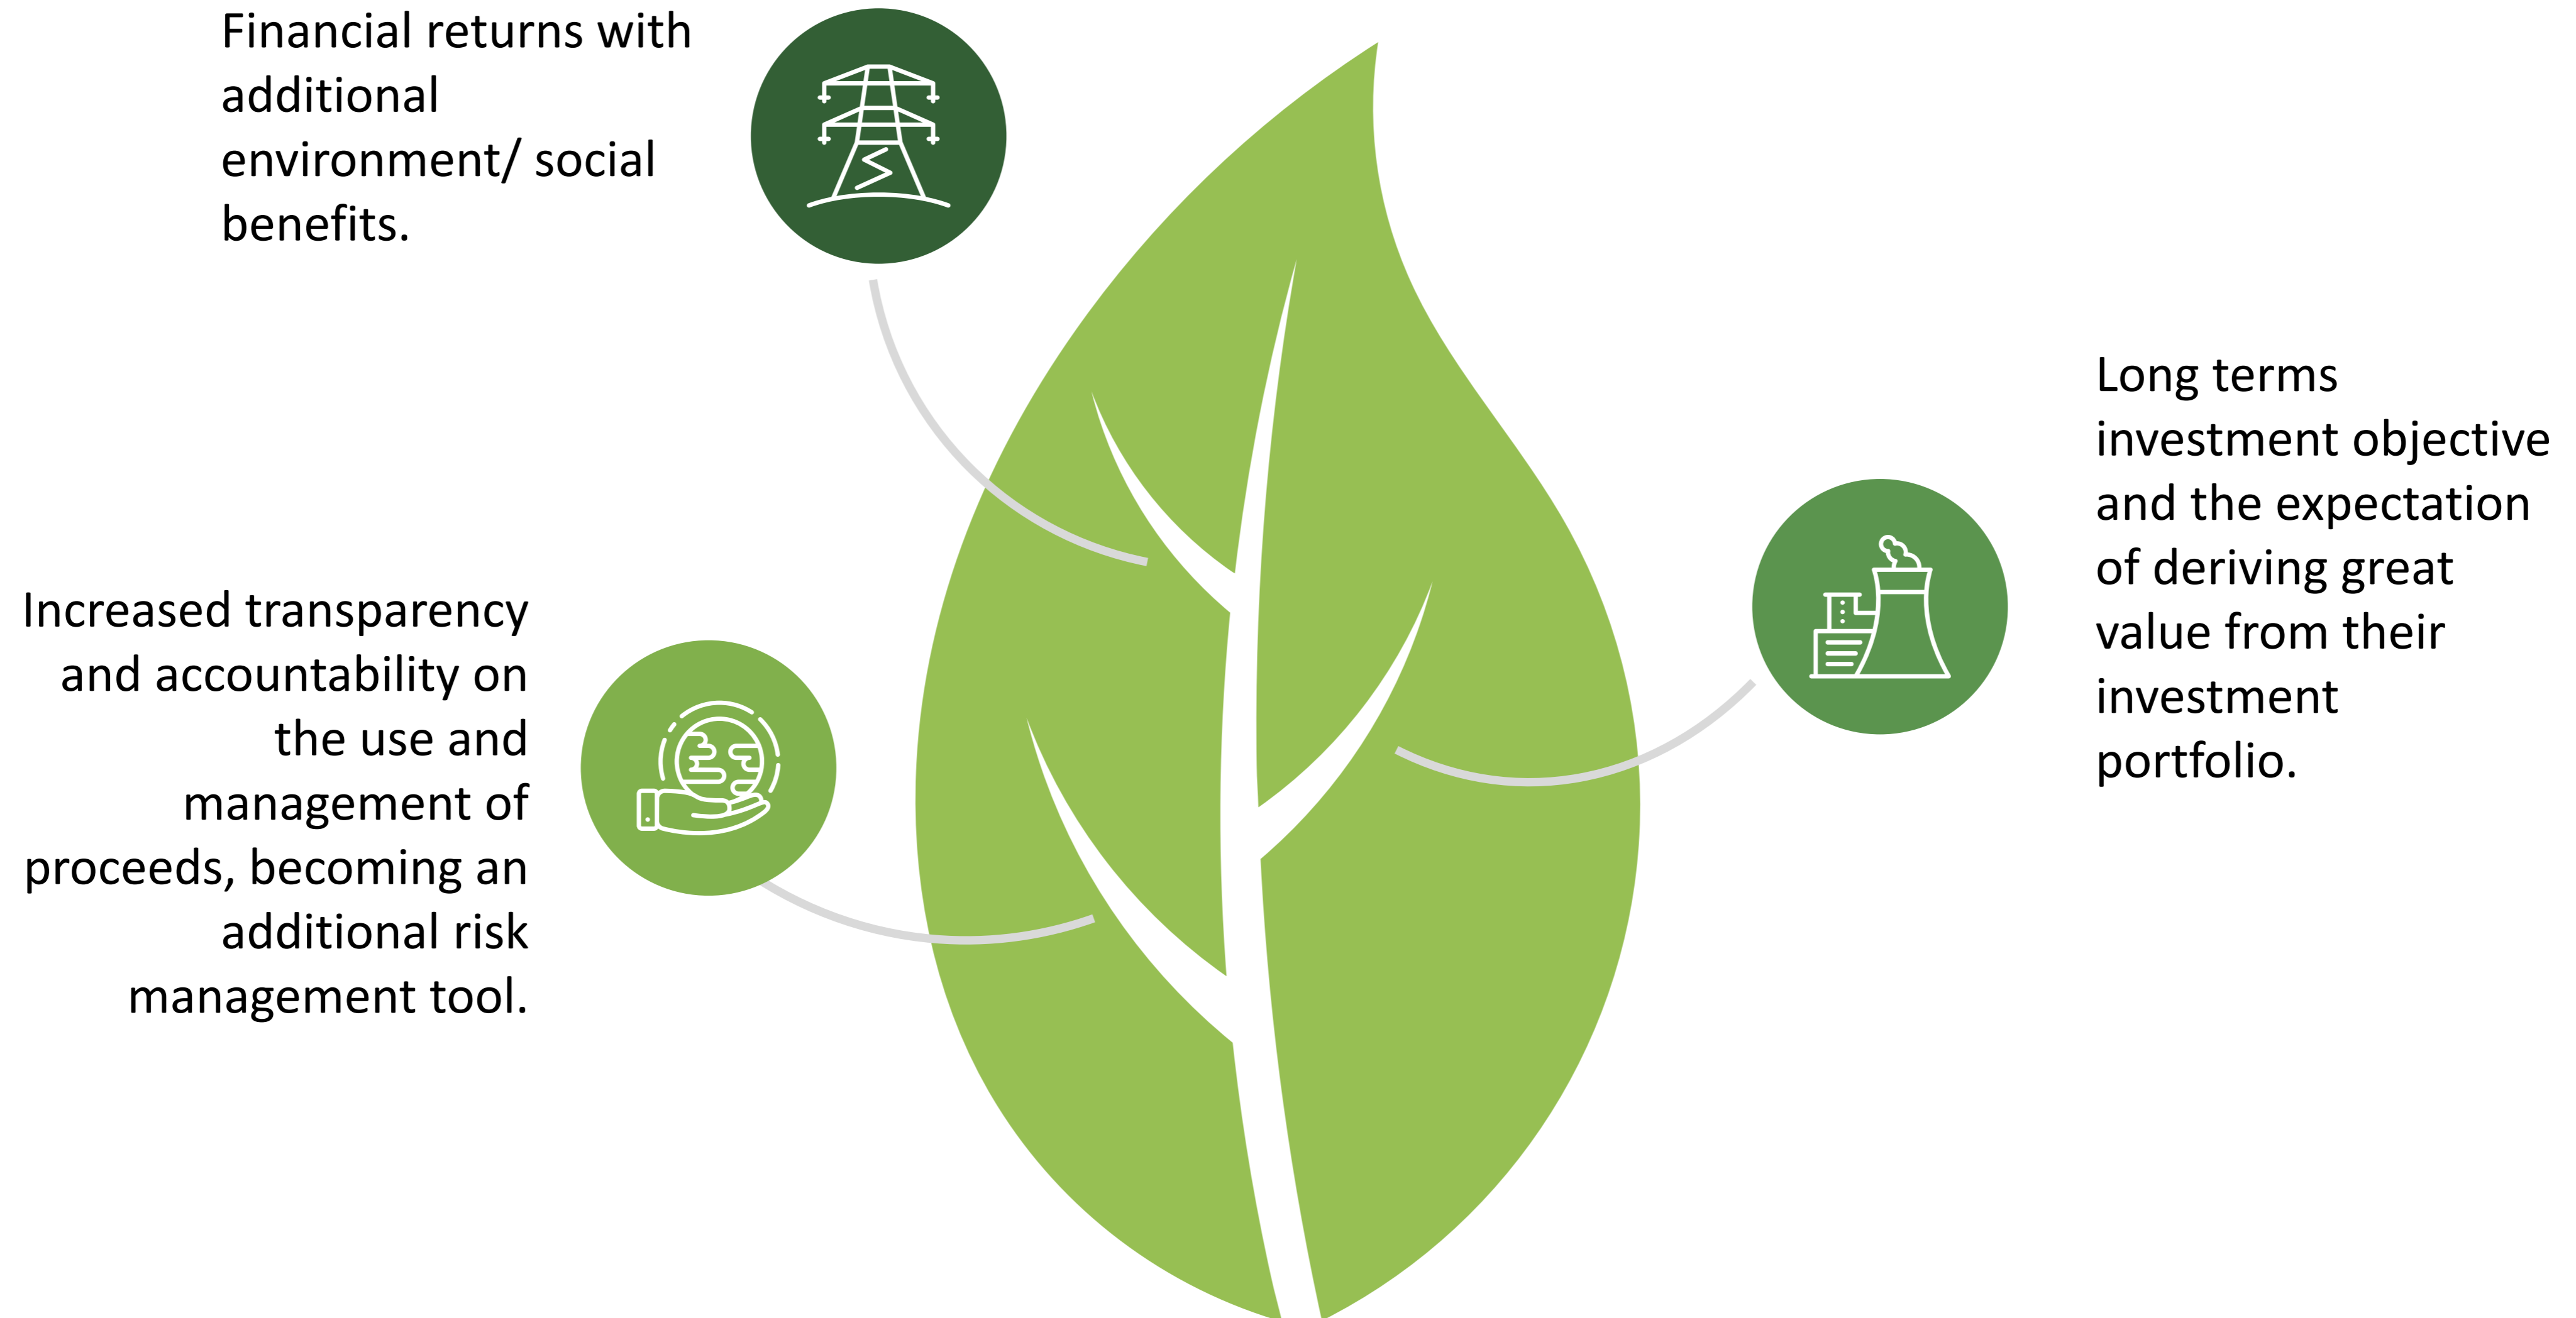 Financial returns with
additional
environment/ social
benefits.
Increased transparency
and accountability on
the use and
management of
proceeds, becoming an
additional risk
management tool.
Long terms
investment objective
and the expectation
of deriving great
value from their
investment
portfolio.